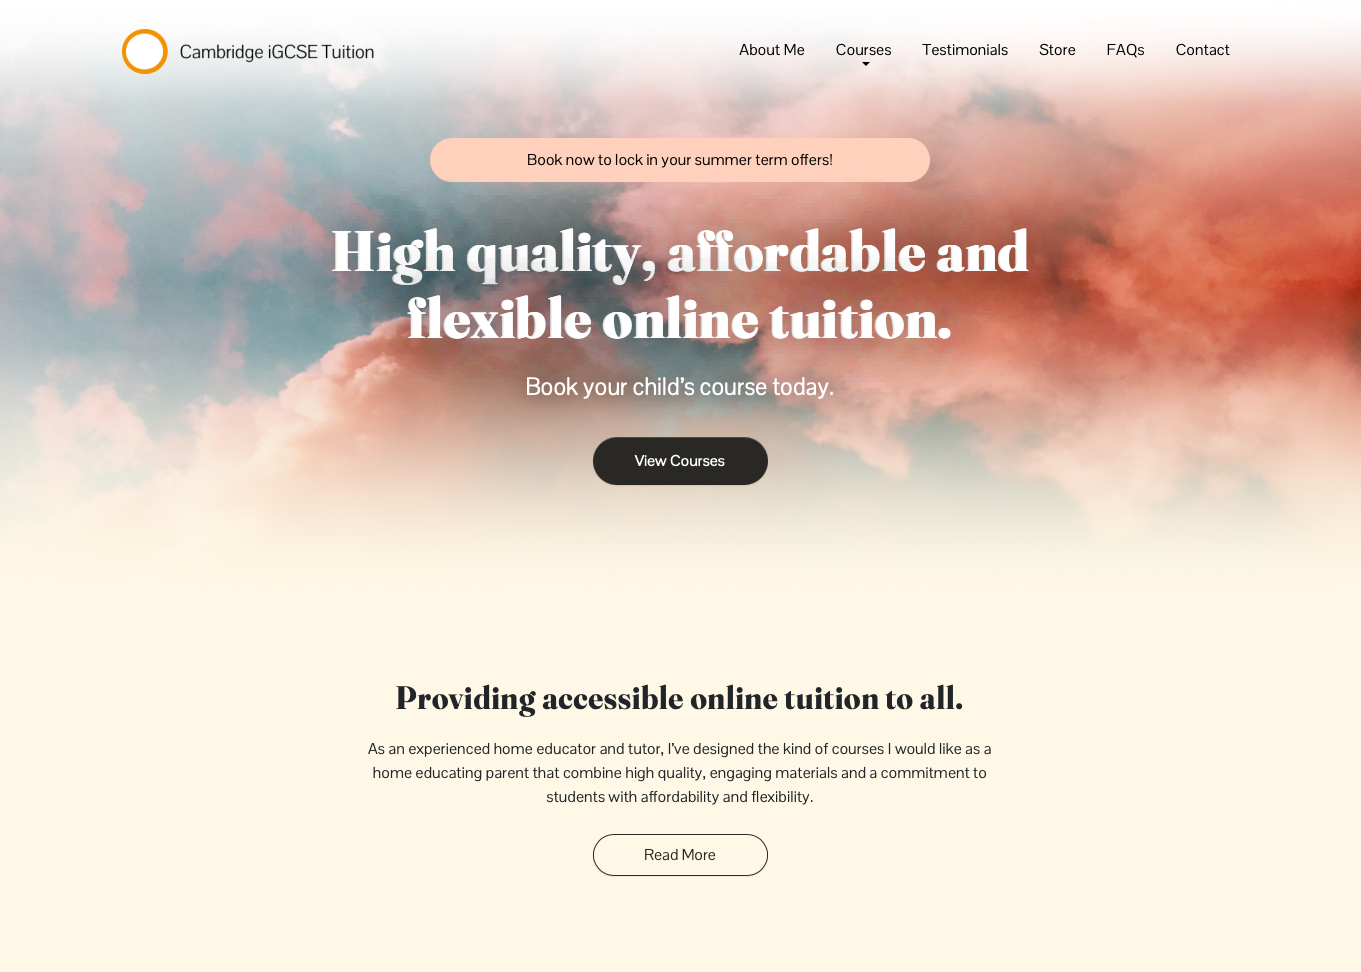 Cambridge iGCSE Tuition
About Me
Courses
Testimonials
Store
FAQs
Contact
Book now to lock in your summer term offers!
High quality, affordable and
flexible online tuition.
Book your child’s course today.
View Courses
Providing accessible online tuition to all.
As an experienced home educator and tutor, I’ve designed the kind of courses I would like as a
home educating parent that combine high quality, engaging materials and a commitment to
students with affordability and flexibility.
Read More